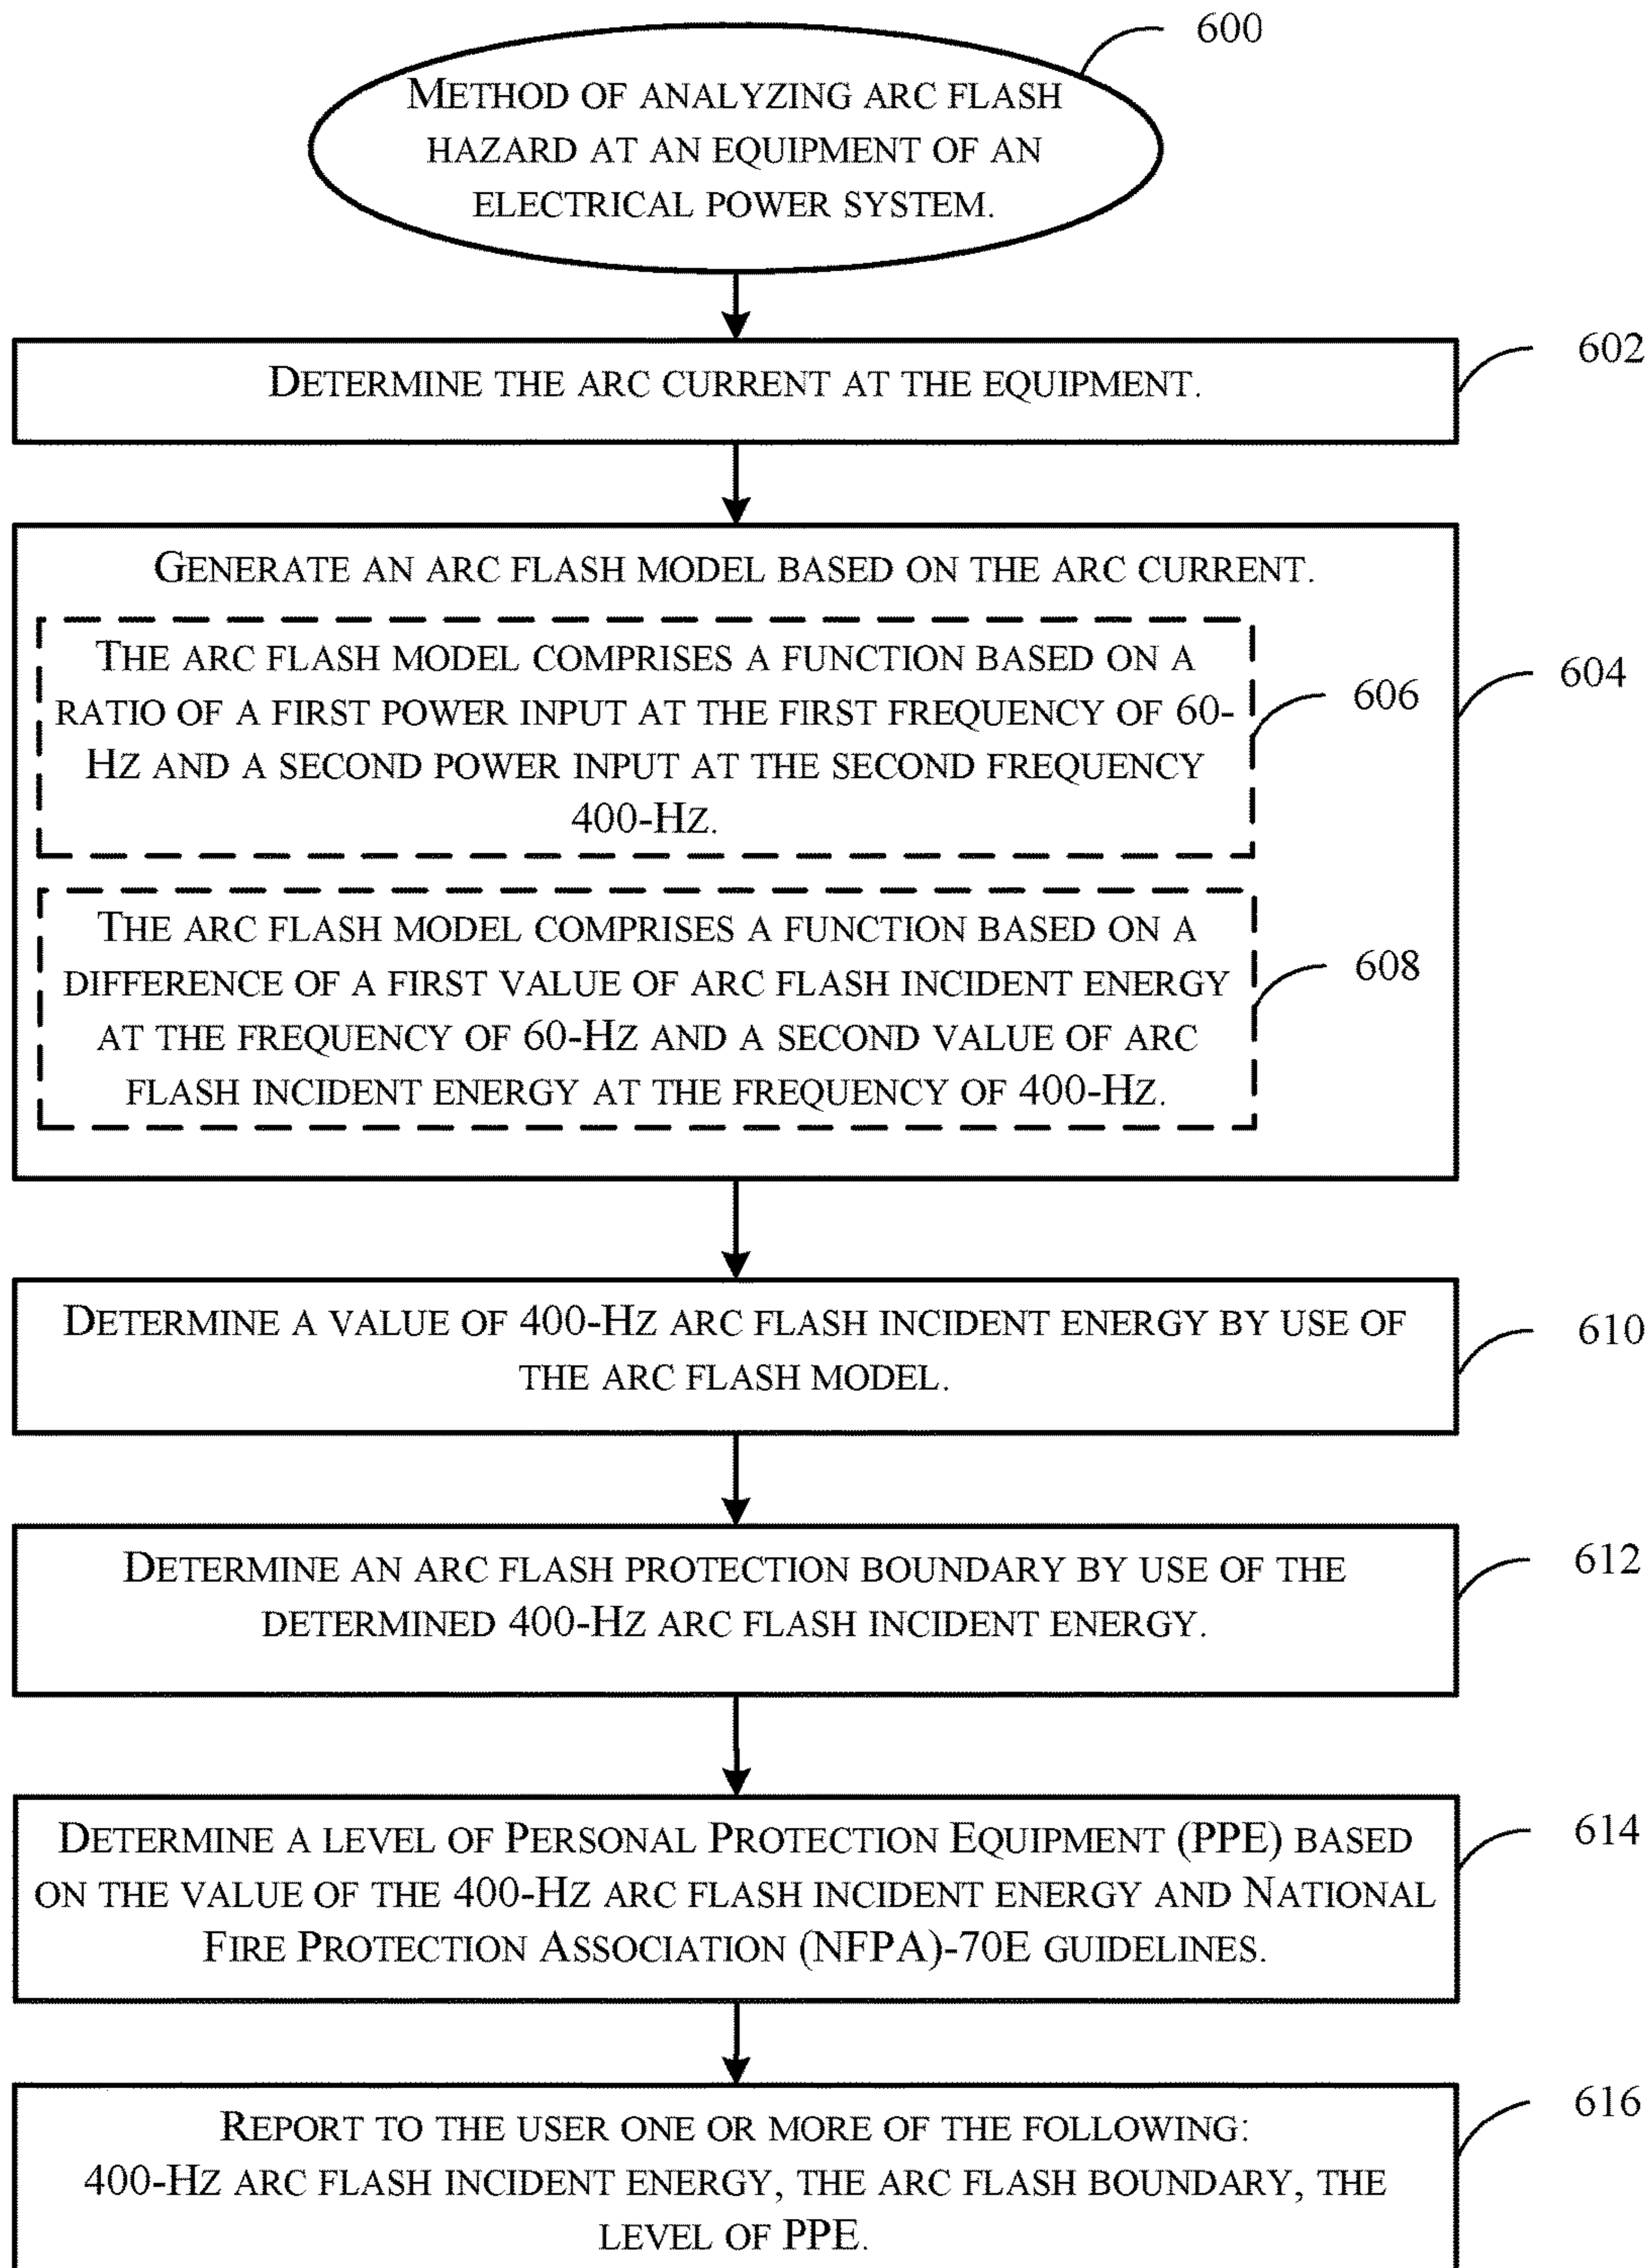 600
METHOD OF ANALYZING ARC FLASH
HAZARD AT AN EQUIPMENT OF AN
ELECTRICAL POWER SYSTEM.
602
DETERMINE THE ARC CURRENT AT THE EQUIPMENT.
GENERATE AN ARC FLASH MODEL BASED ON THE ARC CURRENT.
604
THE ARC FLASH MODEL COMPRISES A FUNCTION BASED ON A
RATIO OF A FIRST POWER INPUT AT THE FIRST FREQUENCY OF 60-
HZ AND A SECOND POWER INPUT AT THE SECOND FREQUENCY
400-HZ.
606
THE ARC FLASH MODEL COMPRISES A FUNCTION BASED ON A
DIFFERENCE OF A FIRST VALUE OF ARC FLASH INCIDENT ENERGY
AT THE FREQUENCY OF 60-HZ AND A SECOND VALUE OF ARC
FLASH INCIDENT ENERGY AT THE FREQUENCY OF 400-HZ.
608
DETERMINE A VALUE OF 400-HZ ARC FLASH INCIDENT ENERGY BY USE OF
THE ARC FLASH MODEL.
610
DETERMINE AN ARC FLASH PROTECTION BOUNDARY BY USE OF THE
DETERMINED 400-HZ ARC FLASH INCIDENT ENERGY.
612
DETERMINE A LEVEL OF PERSONAL PROTECTION EQUIPMENT (PPE) BASED
ON THE VALUE OF THE 400-HZ ARC FLASH INCIDENT ENERGY AND NATIONAL
FIRE PROTECTION ASSOCIATION (NFPA)-70E GUIDELINES.
614
REPORT TO THE USER ONE OR MORE OF THE FOLLOWING:
400-HZ ARC FLASH INCIDENT ENERGY, THE ARC FLASH BOUNDARY, THE
LEVEL OF PPE.
616